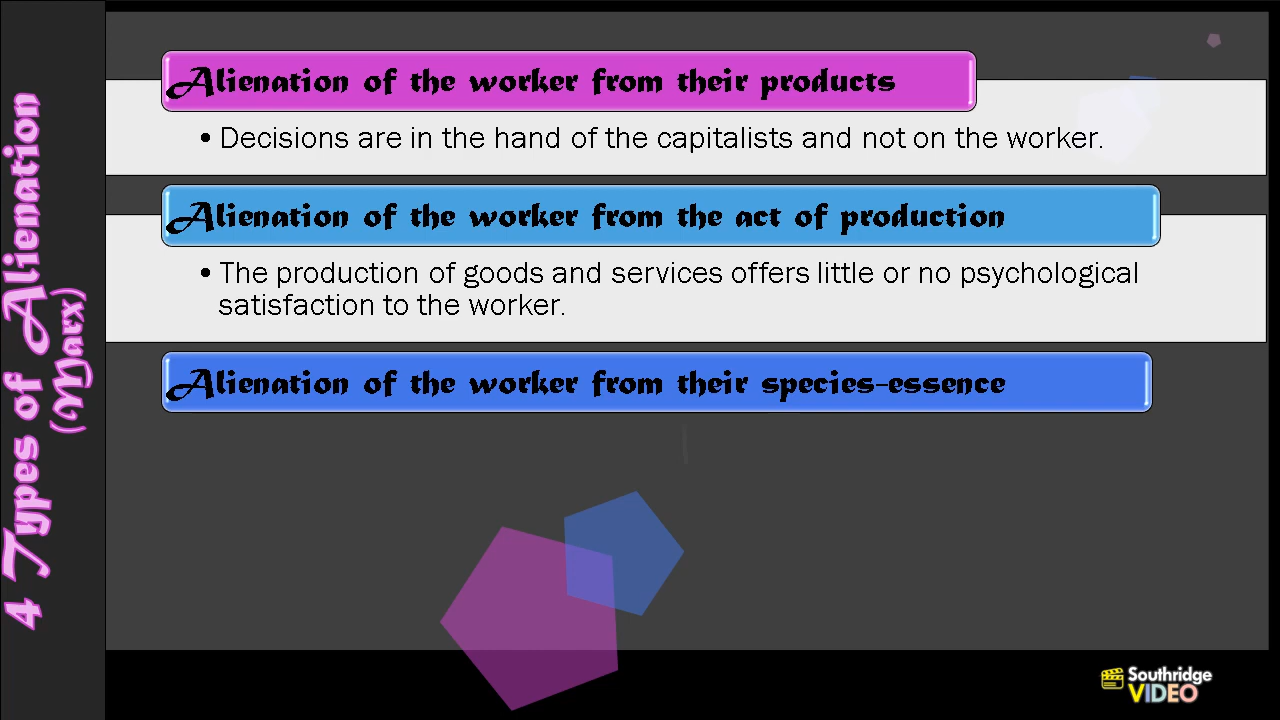 4 Types of Alienation
(Marx)
Alienation of the worker from their products
• Decisions are in the hand of the capitalists and not on the worker.
Alienation of the worker from the act of production
• The production of goods and services offers little or no psychological
satisfaction to the worker.
Alienation of the worker from their species-essence
Southridge
VIDEO